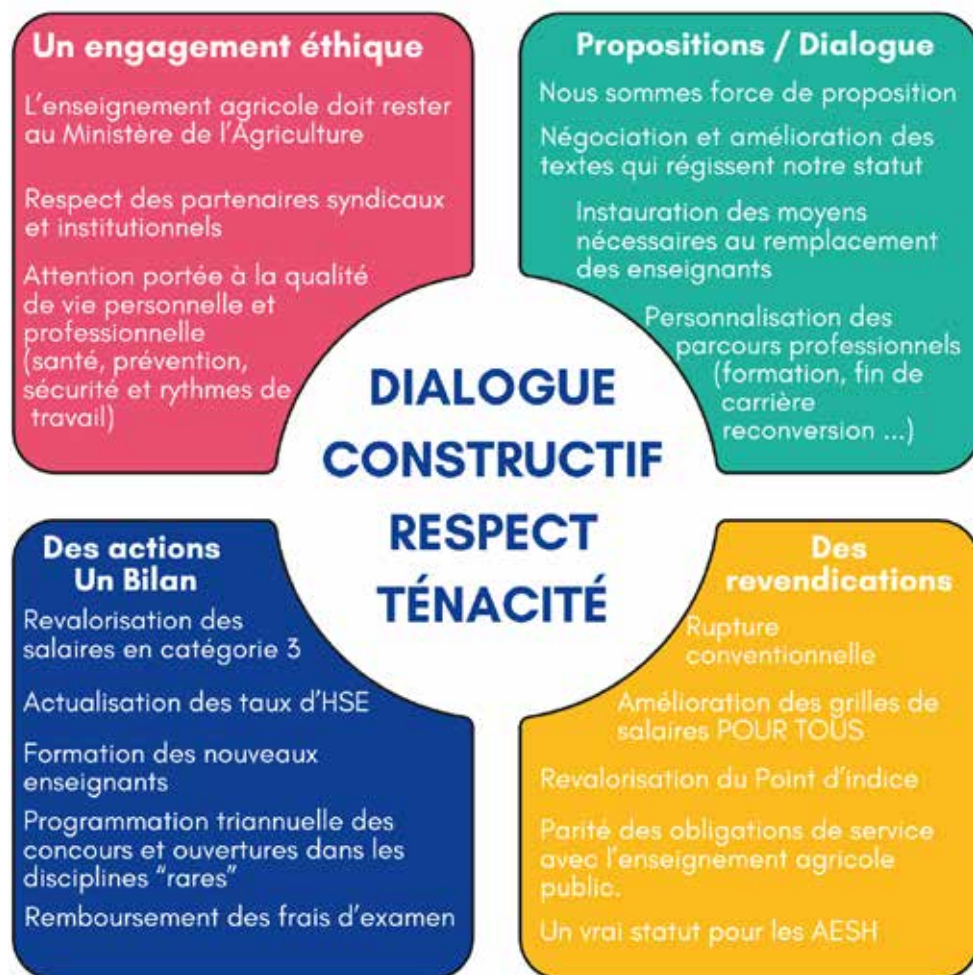 Un engagement éthique
L'enseignement agricole doit rester
au Ministère de l'Agriculture
Respect des partenaires syndicaux
et institutionnels
Attention portée à la qualité
de vie personnelle et
professionnelle
(santé, prévention,
sécurité et rythmes de
travail)
Propositions / Dialogue
Nous sommes force de proposition
Négociation et amélioration des
textes qui régissent notre statut
Instauration des moyens
nécessaires au remplacement
des enseignants
Personnalisation des
parcours professionnels
(formation, fin de
carrière
reconversion ...)
DIALOGUE
CONSTRUCTIF
RESPECT
TÉNACITÉ
Des actions
Un Bilan
Revalorisation des
salaires en catégorie 3
Actualisation des taux d'HSE
Formation des nouveaux
enseignants
Programmation triannuelle des
concours et ouvertures dans les
disciplines "rares"
Remboursement des frais d'examen
Des
revendications
Rupture
conventionnelle
Amélioration des grilles de
salaires POUR TOUS
Revalorisation du Point d'indice
Parité des obligations de service
avec l'enseignement agricole
public.
Un vrai statut pour les AESH